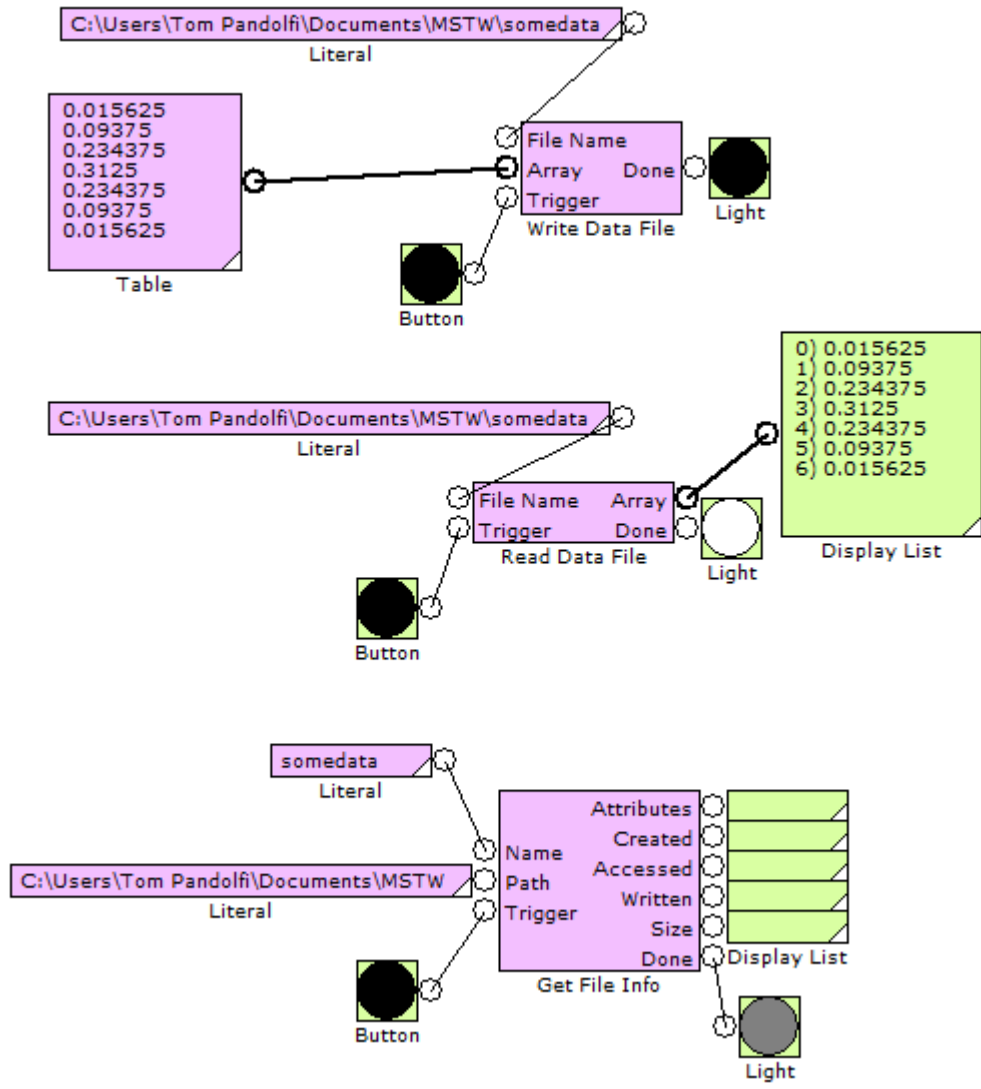 C:\Users\Tom Pandolfi\Documents\MSTW\somedata
Literal
0.015625
0.09375
0.234375
0.3125
0.234375
0.09375
0.015625
Table
File Name
Array Done
Trigger
Write Data File
Light
Button
C:\Users\Tom Pandolfi\Documents\MSTW\somedata
Literal
0) 0.015625
1) 0.09375
2) 0.234375
3) 0.3125
4) 0.234375
5) 0.09375
6) 0.015625
Display List
File Name Array
Trigger Done
Read Data File
Light
Button
somedata
Literal
C:\Users\Tom Pandolfi\Documents\MSTW
Literal
Name
Path
Trigger
Attributes
Created
Accessed
Written
Size
Done
Get File Info
Display List
Button
Light